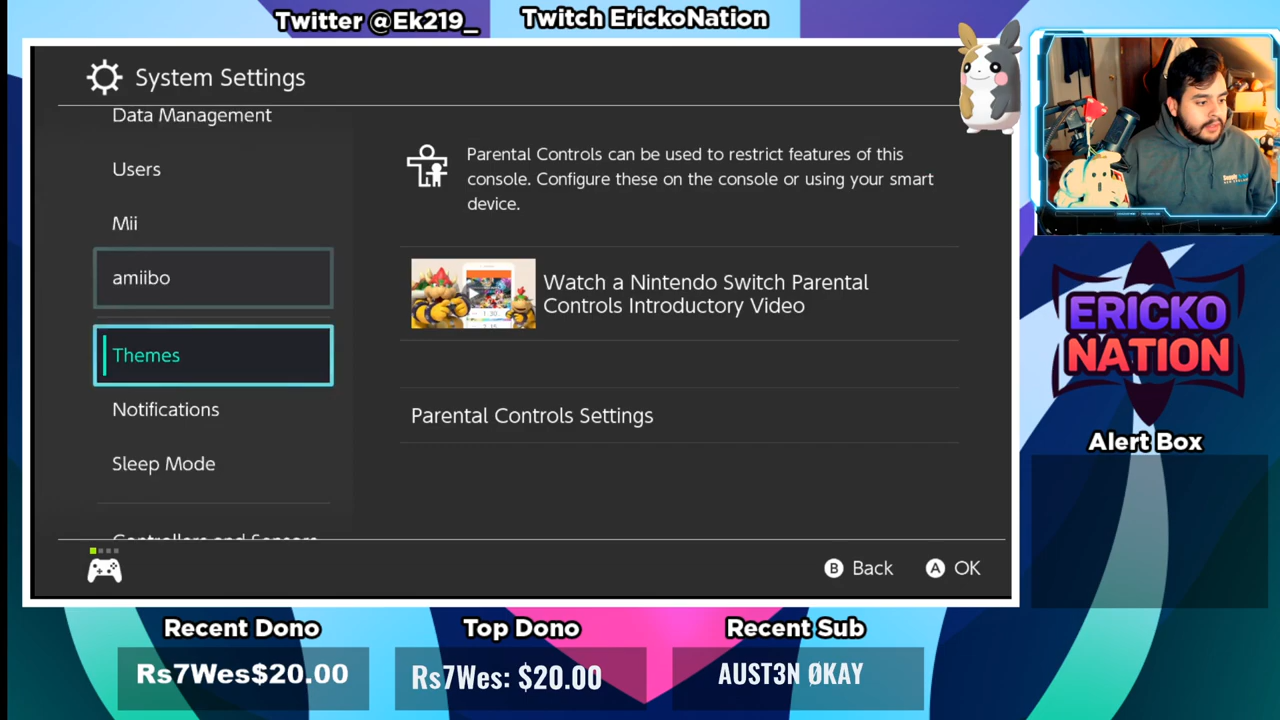 Twitter @Ek219_
Twitch ErickoNation
System Settings
Data Management
Users
Mii
amiibo
Themes
Notifications
Sleep Mode
Controllers and Sensors
Parental Controls can be used to restrict features of this
console. Configure these on the console or using your smart
device.
Watch a Nintendo Switch Parental
Controls Introductory Video
Parental Controls Settings
B Back
A OK
ERICKO
NATION
Alert Box
Recent Dono
Rs7Wes$20.00
Top Dono
Rs7Wes: $20.00
Recent Sub
AUST3N ØKAY